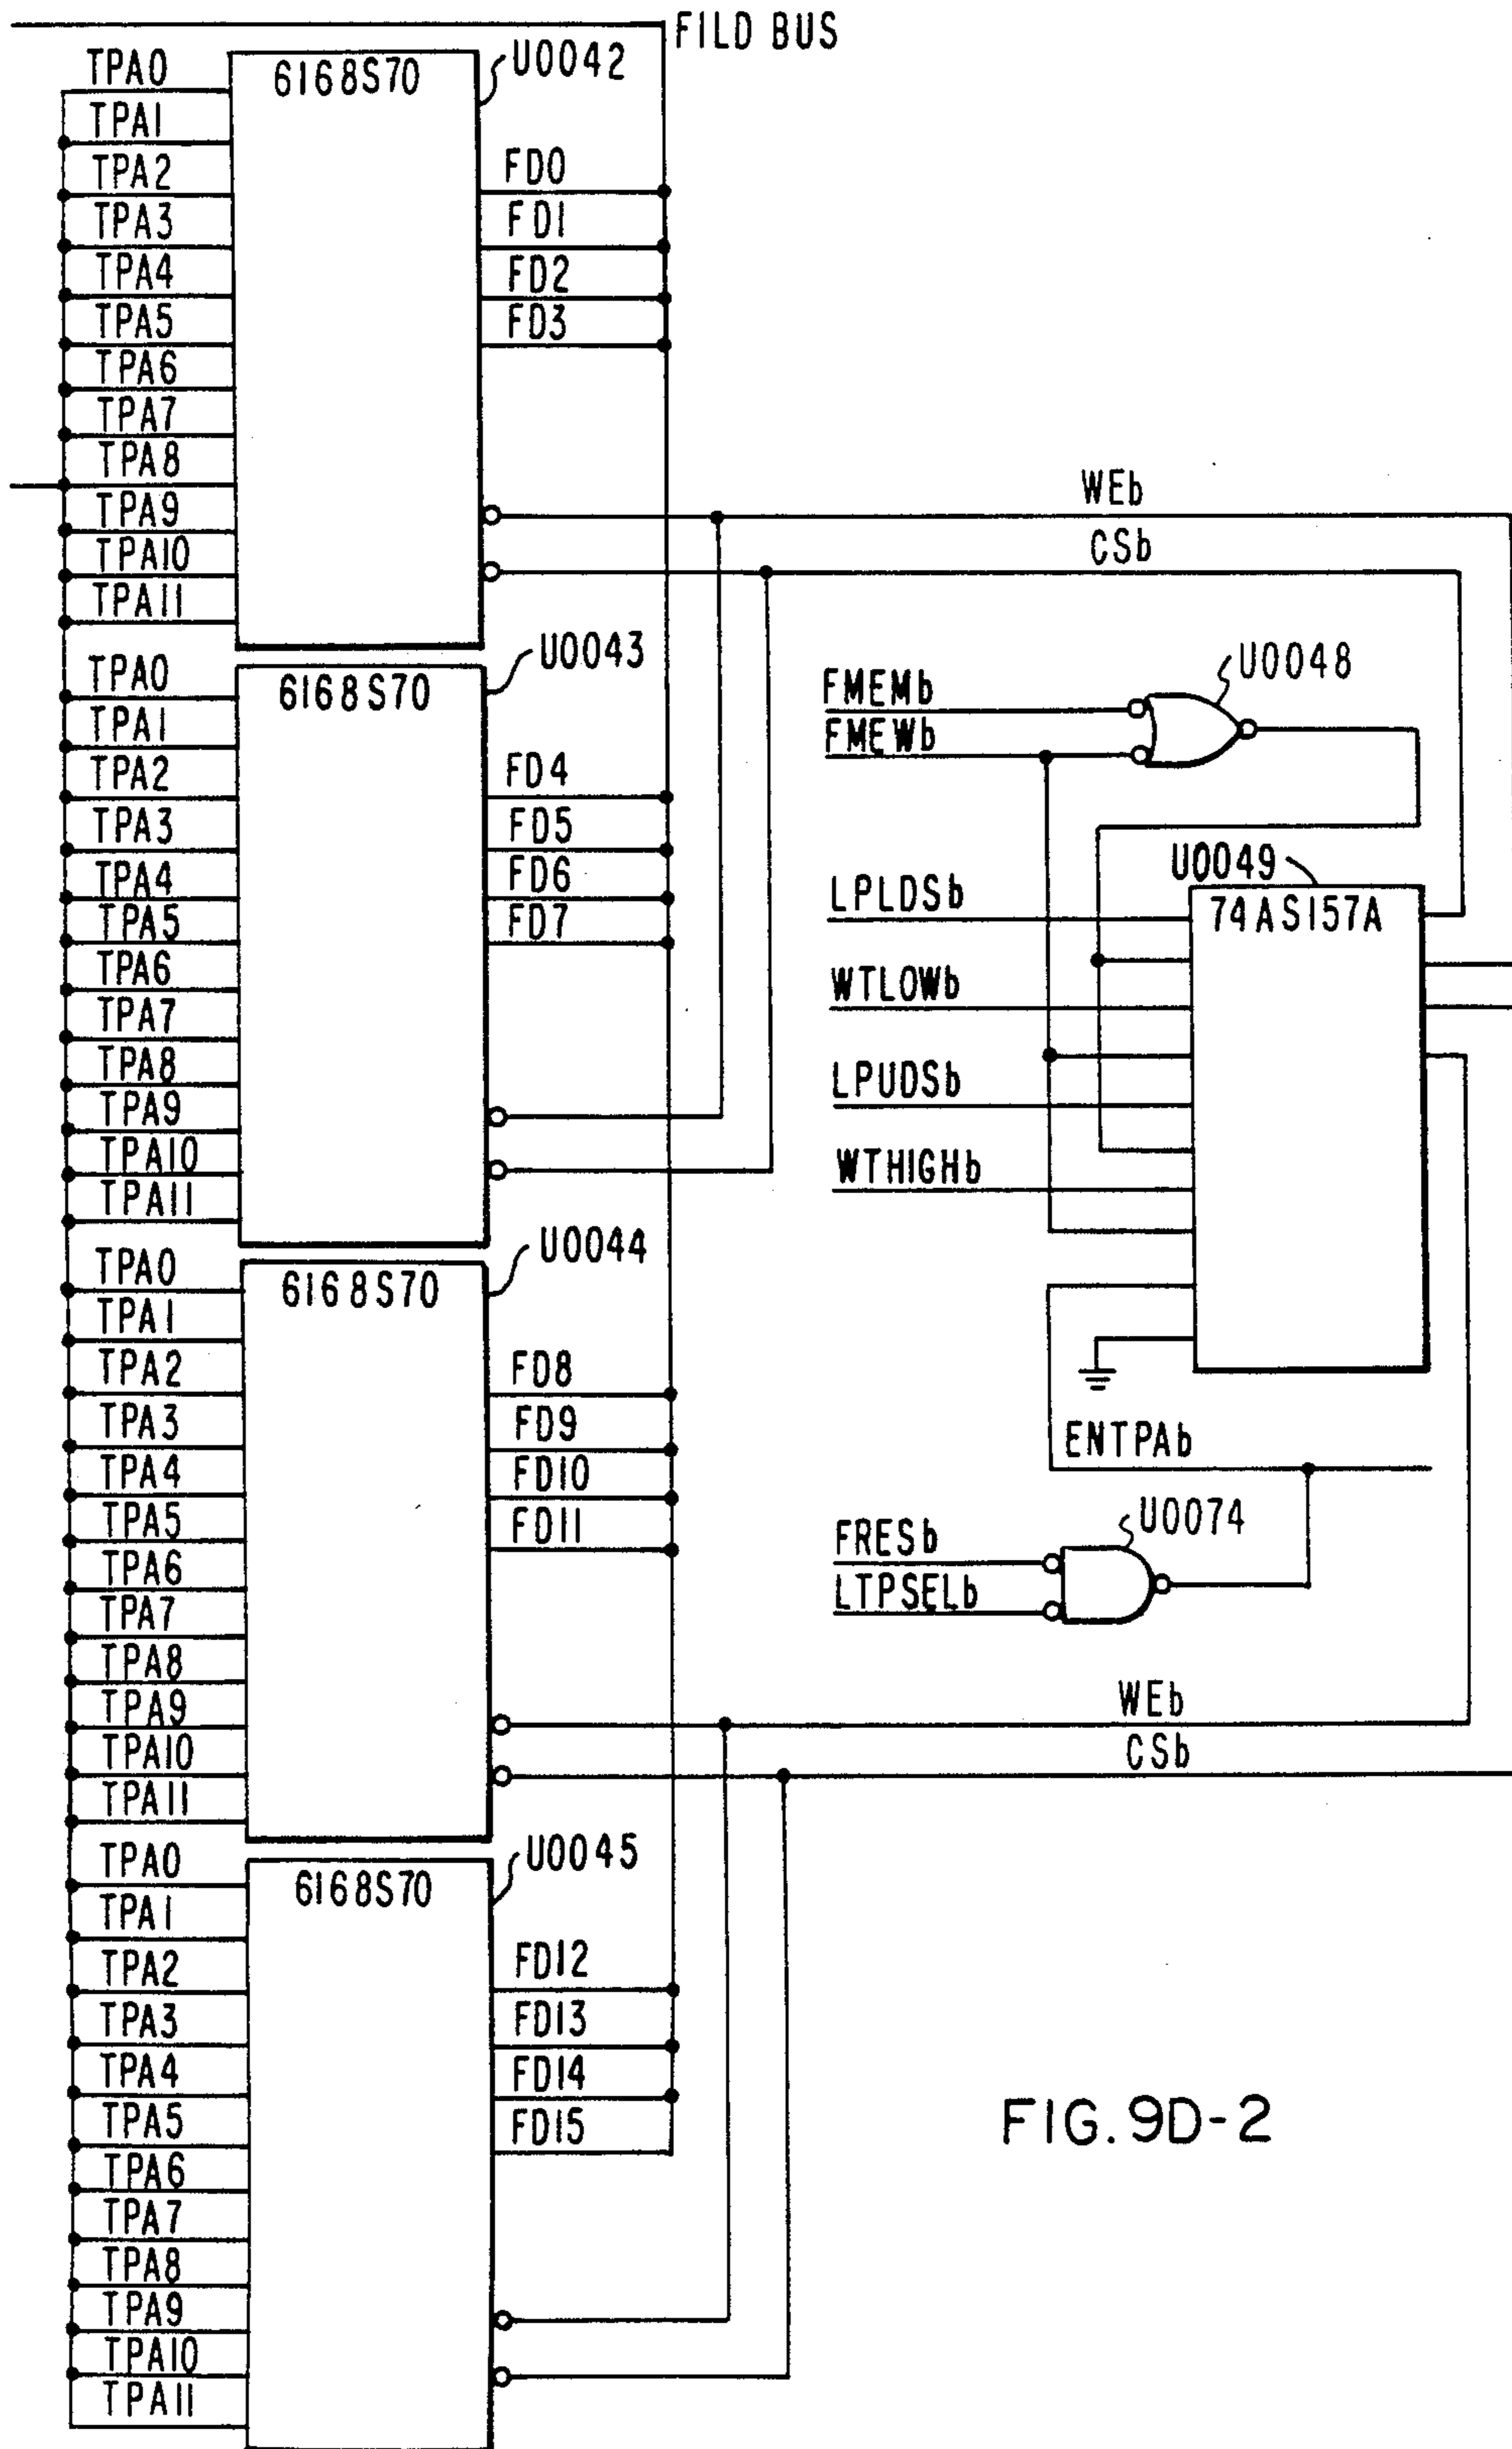 FILD BUS
6168S70
U0042
TPA0
TPA1
TPA2
TPA3
TPA4
TPA5
TPA6
TPA7
TPA8
TPA9
TPA10
TPA11
FD0
FD1
FD2
FD3
WEb
CSb
6168S70
U0043
TPA0
TPA1
TPA2
TPA3
TPA4
TPA5
TPA6
TPA7
TPA8
TPA9
TPA10
TPA11
FD4
FD5
FD6
FD7
FMEMb
FMEWb
U0048
U0049
74AS157A
LPLDSb
WTLOWb
LPUDSb
WTHIGHb
ENTPAb
FRESb
LTPSELb
U0074
6168S70
U0044
TPA0
TPA1
TPA2
TPA3
TPA4
TPA5
TPA6
TPA7
TPA8
TPA9
TPA10
TPA11
FD8
FD9
FD10
FD11
WEb
CSb
6168S70
U0045
TPA0
TPA1
TPA2
TPA3
TPA4
TPA5
TPA6
TPA7
TPA8
TPA9
TPA10
TPA11
FD12
FD13
FD14
FD15
FIG. 9D-2